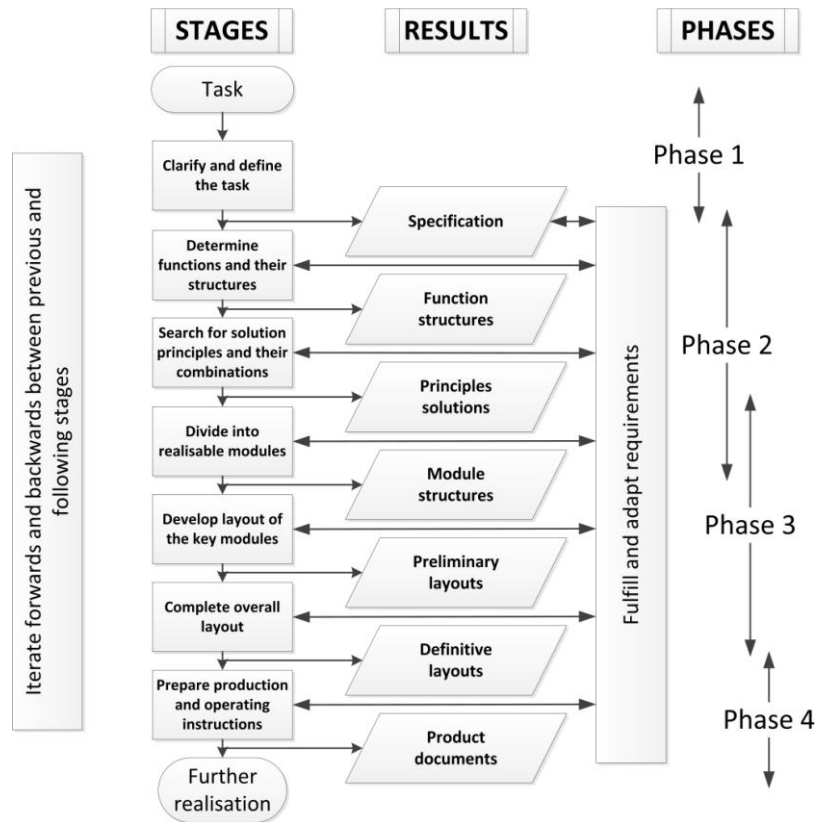 STAGES
RESULTS
PHASES
Task
Clarify and define
the task
Specification
Determine
functions and their
structures
Function
structures
Search for solution
principles and their
combinations
Principles
solutions
Divide into
realisable modules
Module
structures
Develop layout of
the key modules
Preliminary
layouts
Complete overall
layout
Definitive
layouts
Prepare production
and operating
instructions
Product
documents
Further
realisation
Iterate forwards and backwards between previous and
following stages
Fulfill and adapt requirements
Phase 1
Phase 2
Phase 3
Phase 4